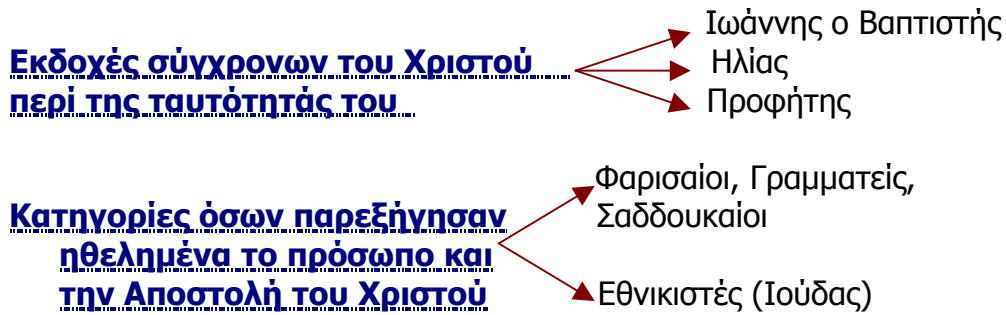 Ιωάννης ο Βαπτιστής
Εκδοχές σύγχρονων του Χριστού
Ηλίας
περί της ταυτότητάς του
Προφήτης
Φαρισαίοι, Γραμματείς,
Κατηγορίες όσων παρεξήγησαν
Σαδδουκαίοι
ηθελημένα το πρόσωπο και
την Αποστολή του Χριστού
Εθνικιστές (Ιούδας)